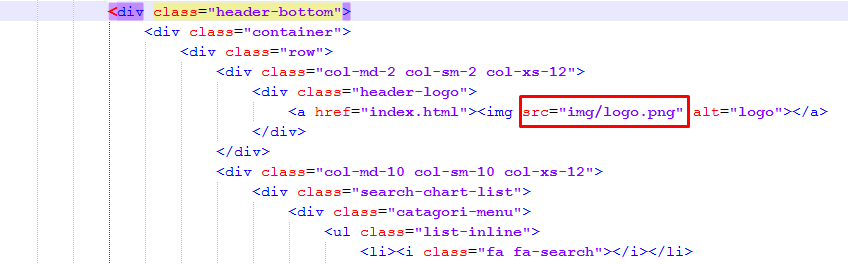 <div class="header-bottom">
<div class="container">
<div class="row">
<div class="col-md-2 col-sm-2 col-xs-12">
<div class="header-logo">
<a href="index.html"><img src="img/logo.png" alt="logo"></a>
</div>
</div>
<div class="col-md-10 col-sm-10 col-xs-12">
<div class="search-chart-list">
<div class="catagori-menu">
<ul class="list-inline">
<li><i class="fa fa-search"></i></li>